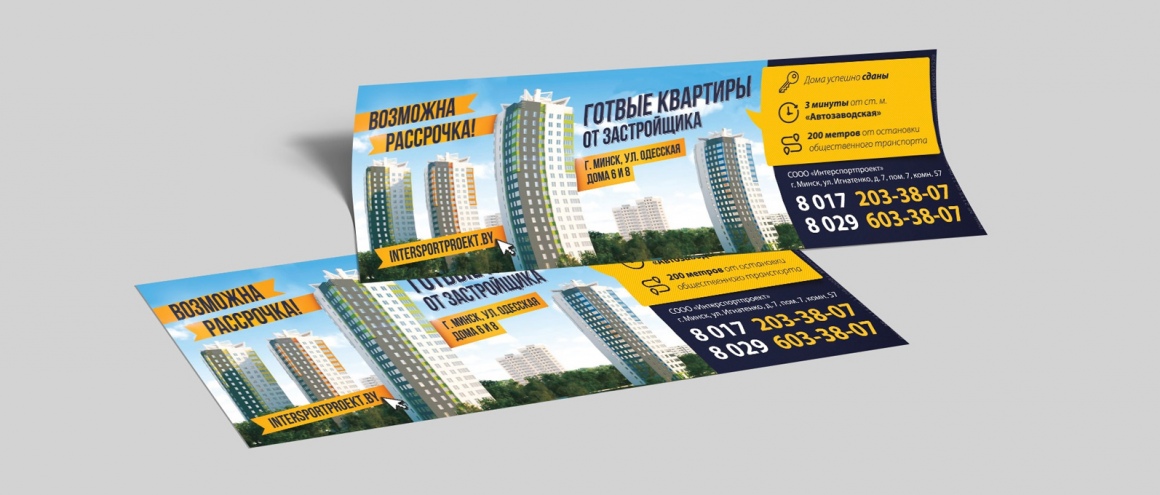 ВОЗМОЖНА
РАССРОЧКА!
ГОТВЫЕ КВАРТИРЫ
ОТ ЗАСТРОЙЩИКА
Г. МИНСК, УЛ. ОДЕССКАЯ
ДОМА 6 И 8
INTERSPORTPROEKT.BY
Дома успешно сданы
3 минуты от ст. м.
«Автозаводская»
200 метров от остановки
общественного транспорта
СООО «Интерспортпроект»
г. Минск, ул. Игнатенко, д. 7, пом. 7, комн. 57
8 017 203-38-07
8 029 603-38-07
ВОЗМОЖНА
РАССРОЧКА!
ОТ ЗАСТРОЙЩИКА
Г. МИНСК, УЛ. ОДЕССКАЯ
ДОМА 6 И 8
INTERSPORTPROEKT.BY
200 метров от остановки
общественного транспорта
СООО «Интерспортпроект»
г. Минск, ул. Игнатенко, д. 7, пом. 7, комн. 57
8 017 203-38-07
8 029 603-38-07